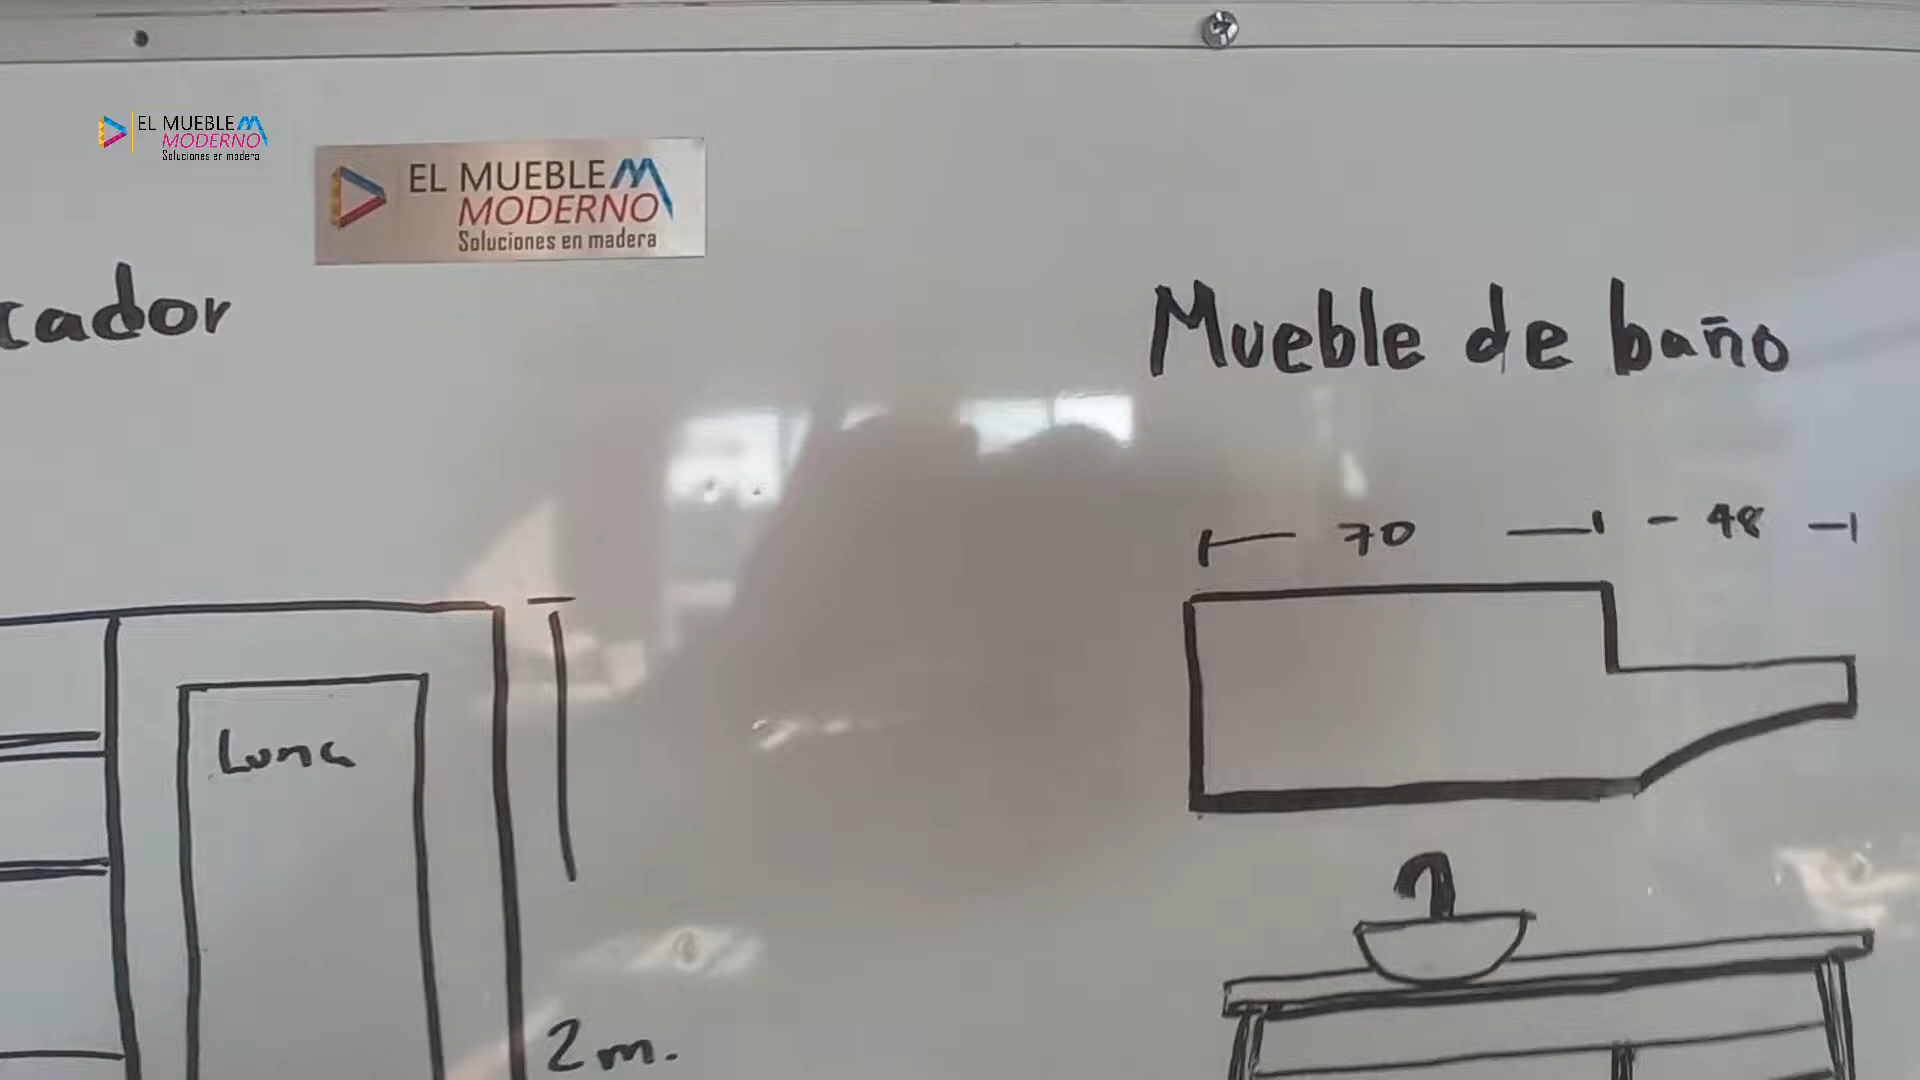 EL MUEBLE
MODERNO
Soluciones en madera
EL MUEBLE
MODERNO
Soluciones en madera
cador
Mueble de baño
70
48
Luna
2m.